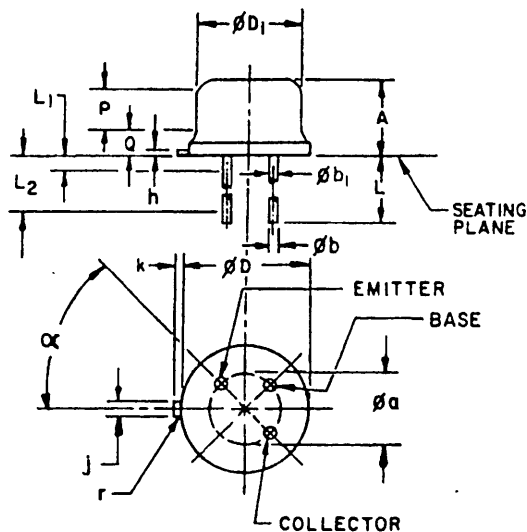 ØD₁
L₁
P
A
Q
L₂
h
Øb₁
L
SEATING
PLANE
Øb
k
ØD
EMITTER
BASE
α
Øa
j
r
COLLECTOR